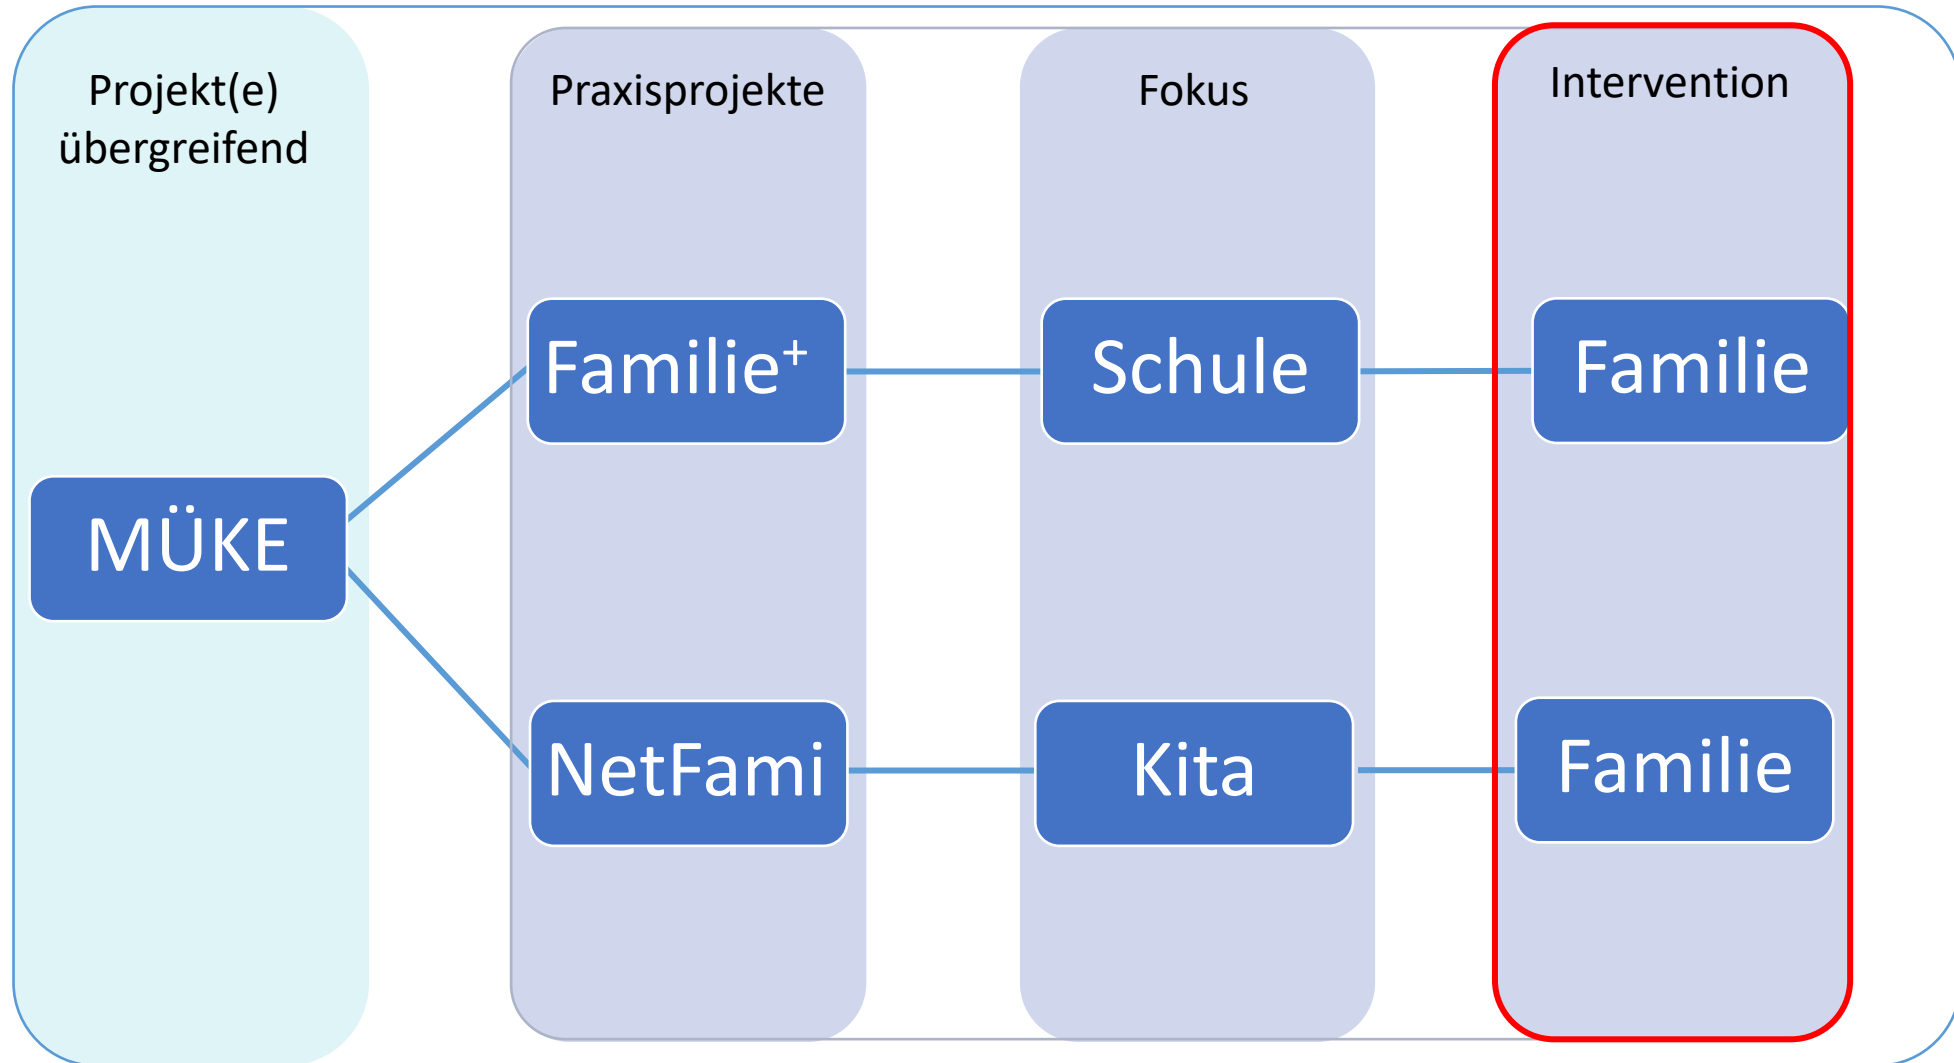 Projekt(e)
übergreifend
Praxisprojekte
Fokus
Intervention
Familie⁺
Schule
Familie
MÜKE
NetFami
Kita
Familie